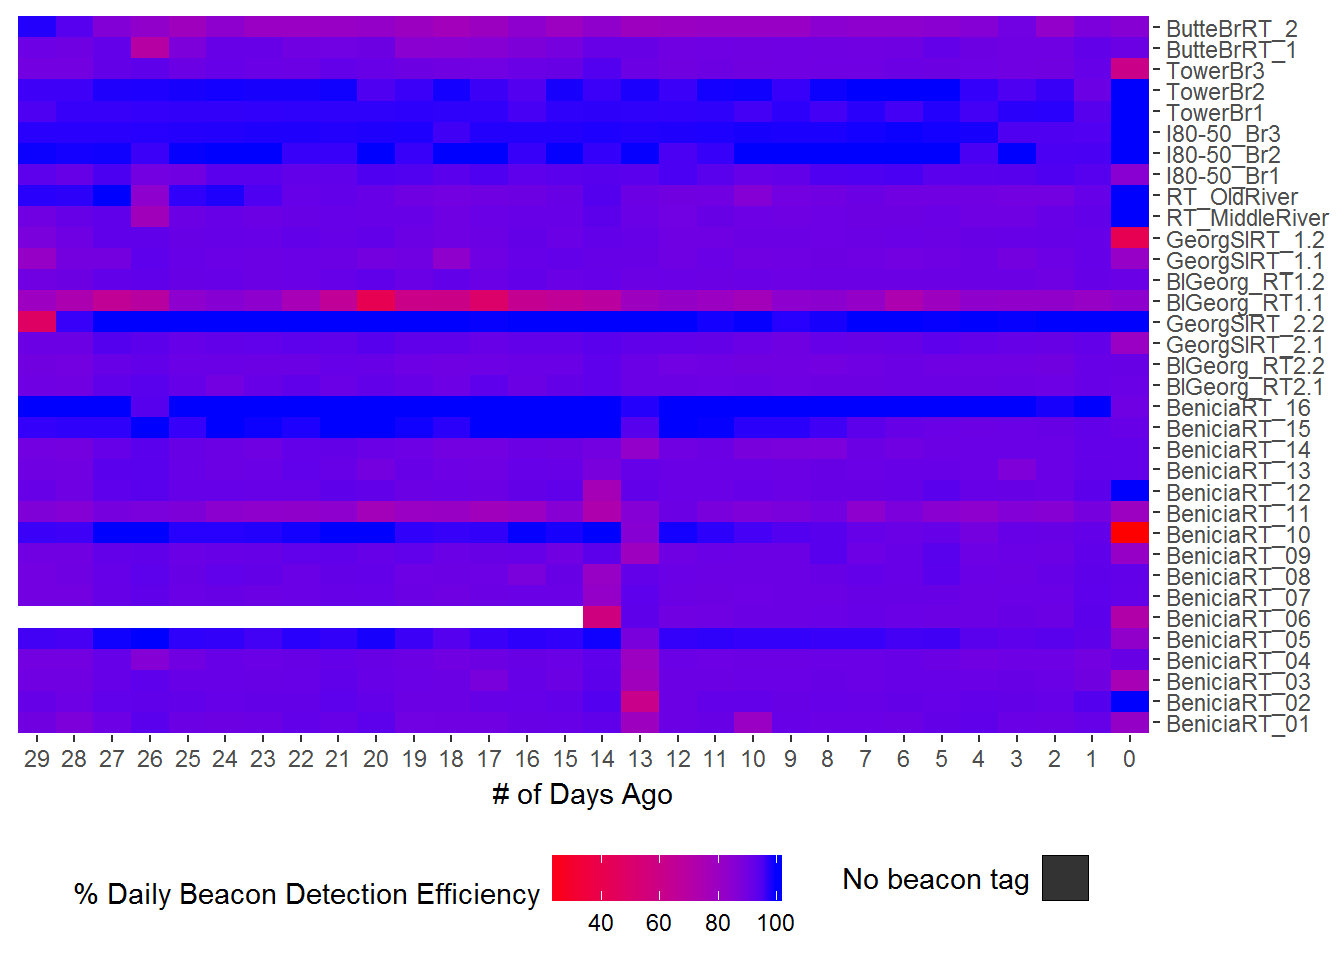 ButteBrRT_2
ButteBrRT_1
TowerBr3
TowerBr2
TowerBr1
I80-50_Br3
I80-50_Br2
I80-50_Br1
RT_OldRiver
RT_MiddleRiver
GeorgSlRT_1.2
GeorgSlRT_1.1
BlGeorg_RT1.2
BlGeorg_RT1.1
GeorgSlRT_2.2
GeorgSlRT_2.1
BlGeorg_RT2.2
BlGeorg_RT2.1
BeniciaRT_16
BeniciaRT_15
BeniciaRT_14
BeniciaRT_13
BeniciaRT_12
BeniciaRT_11
BeniciaRT_10
BeniciaRT_09
BeniciaRT_08
BeniciaRT_07
BeniciaRT_06
BeniciaRT_05
BeniciaRT_04
BeniciaRT_03
BeniciaRT_02
BeniciaRT_01
29 28 27 26 25 24 23 22 21 20 19 18 17 16 15 14 13 12 11 10 9 8 7 6 5 4 3 2 1 0
# of Days Ago
% Daily Beacon Detection Efficiency
40 60 80 100
No beacon tag